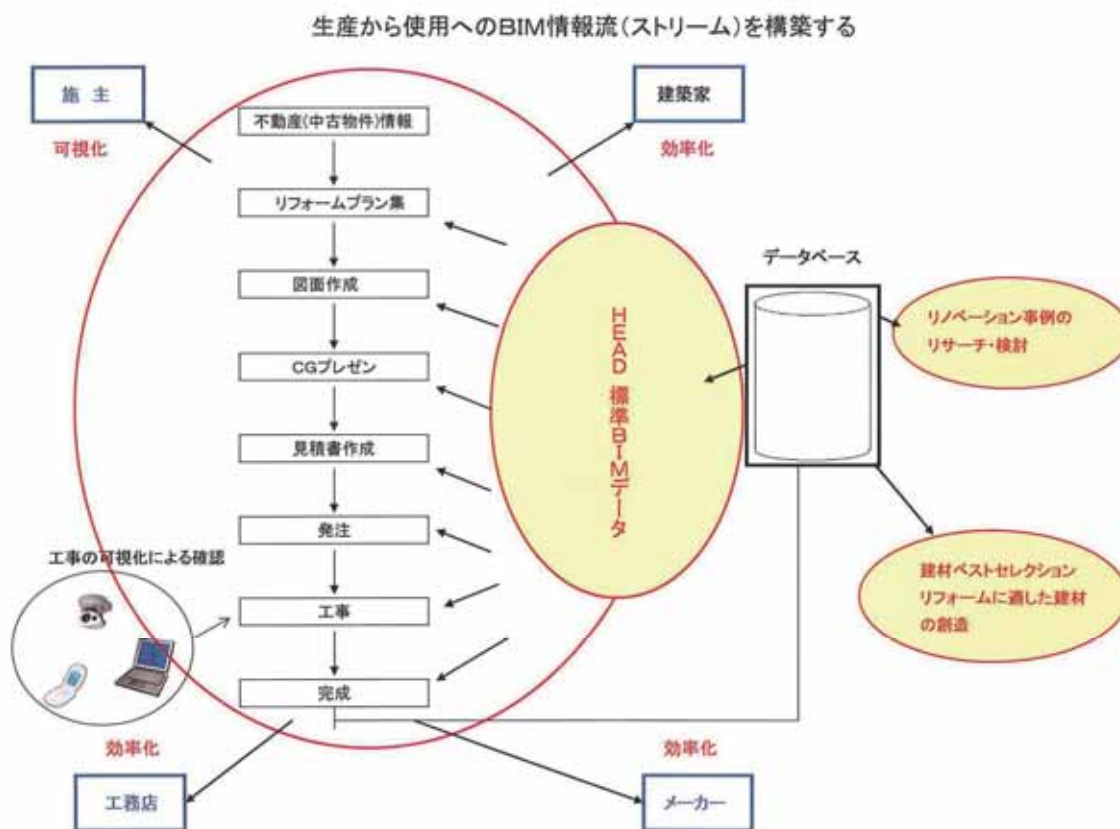 生産から使用へのBIM情報流(ストリーム)を構築する
施 主
建築家
可視化
効率化
不動産(中古物件)情報
リフォームプラン集
図面作成
CGプレゼン
見積書作成
発注
工事
完成
HEAD 標準BIMデータ
データベース
リノベーション事例の
リサーチ・検討
建材ベストセレクション
リフォームに適した建材
の創造
工事の可視化による確認
効率化
効率化
工務店
メーカー